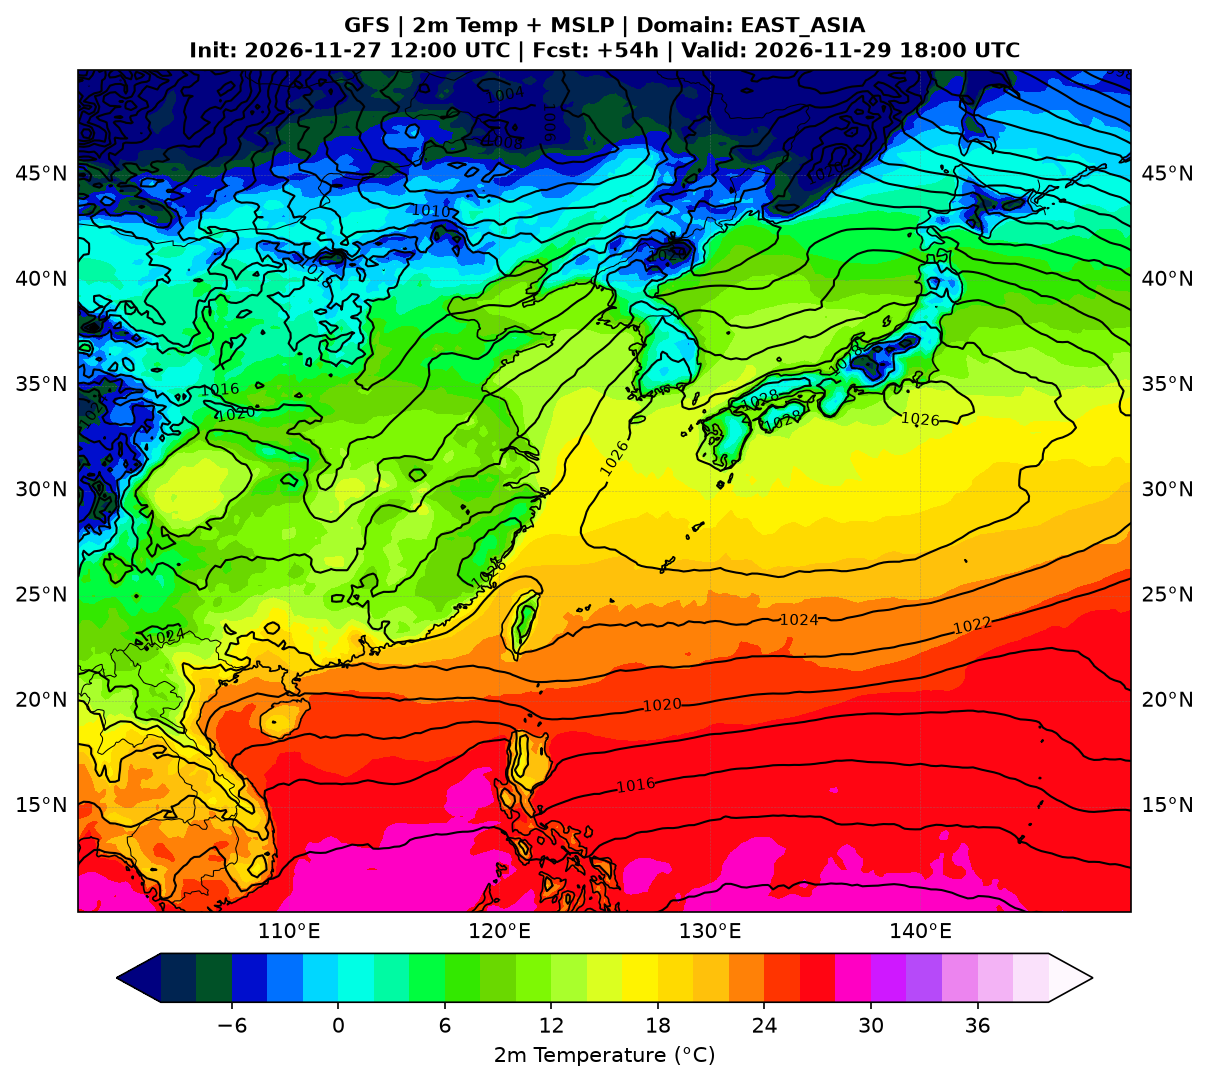 GFS | 2m Temp + MSLP | Domain: EAST_ASIA
Init: 2026-11-27 12:00 UTC | Fcst: +54h | Valid: 2026-11-29 18:00 UTC
1004
1010
1016
1020
1026
1028
1028
1026
1024
1024
1022
1020
1016
45°N
40°N
35°N
30°N
25°N
20°N
15°N
45°N
40°N
35°N
30°N
25°N
20°N
15°N
110°E
120°E
130°E
140°E
−6
0
6
12
18
24
30
36
2m Temperature (°C)